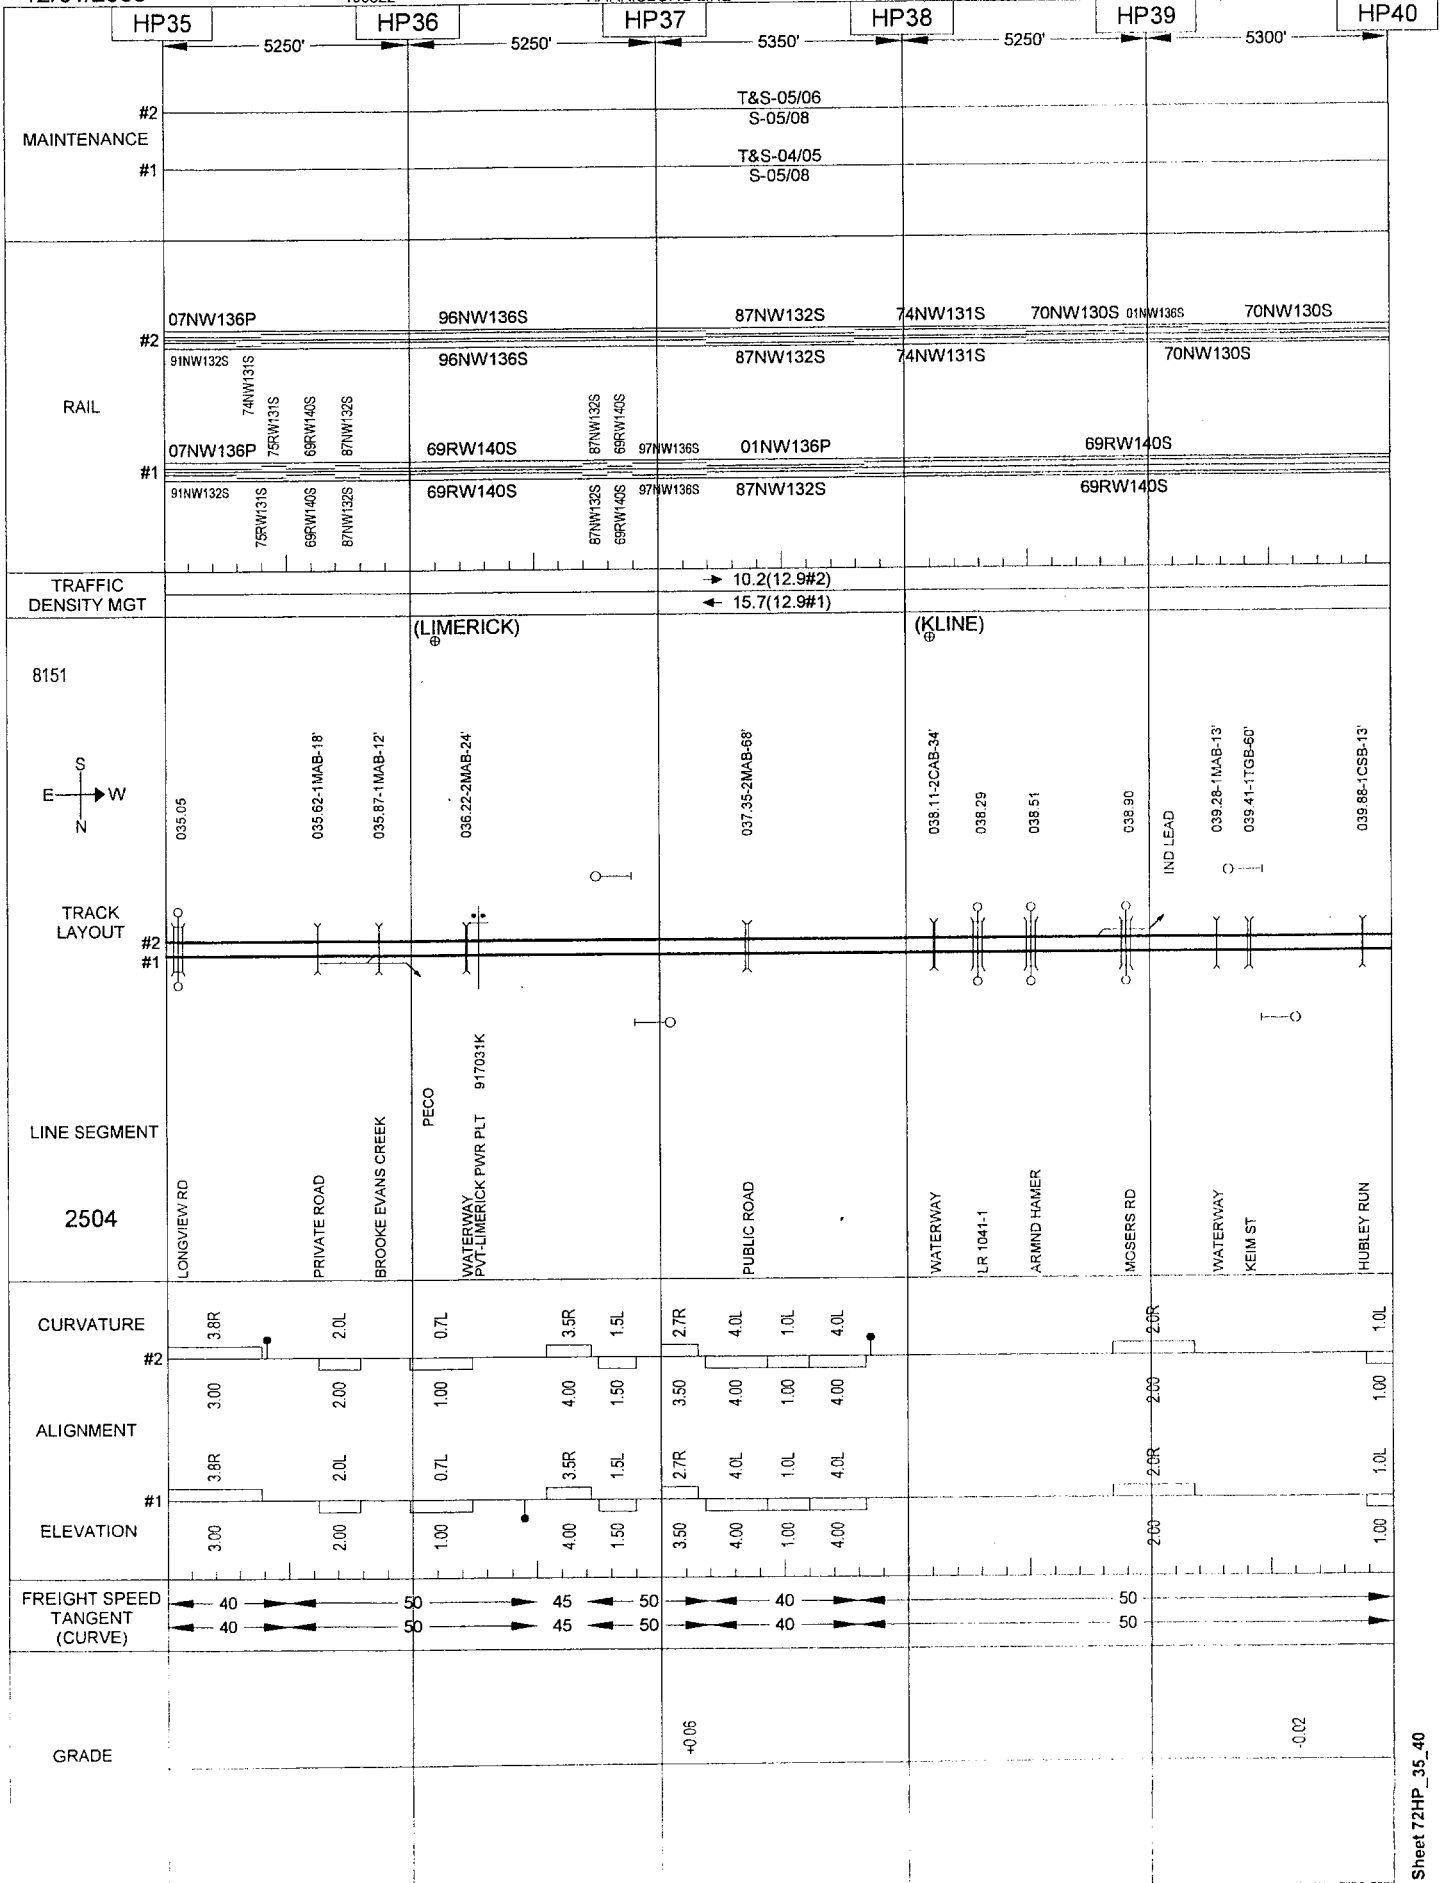 HP35 HP36 HP37 HP38 HP39 HP40
5250' 5250' 5350' 5250' 5300'
MAINTENANCE
#2
T&S-05/06
S-05/08
#1
T&S-04/05
S-05/08
RAIL
07NW136P 96NW136S 87NW132S 74NW131S 70NW130S 01NW136S 70NW130S
#2
91NW132S 74NW131S 96NW136S 87NW132S 74NW131S 70NW130S
07NW136P 75RW131S 69RW140S 87NW132S 69RW140S 87NW132S 69RW140S 97NW136S 01NW136P 69RW140S
#1
91NW132S 75RW131S 69RW140S 87NW132S 69RW140S 87NW132S 69RW140S 97NW136S 87NW132S 69RW140S
TRAFFIC
DENSITY MGT
10.2(12.9#2)
15.7(12.9#1)
(LIMERICK) (KLINE)
8151
S
E W
N
035.05
035.62-1MAB-18'
035.87-1MAB-12'
036.22-2MAB-24'
037.35-2MAB-68'
038.11-2CAB-34'
038.29
038.51
038.90
IND LEAD
039.28-1MAB-13'
039.41-1TGB-60'
039.88-1CSB-13'
TRACK
LAYOUT
#2
#1
LINE SEGMENT
2504
LONGVIEW RD
PRIVATE ROAD
BROOKE EVANS CREEK
PECO
WATERWAY
PVT-LIMERICK PWR PLT 917031K
PUBLIC ROAD
WATERWAY
LR 1041-1
ARMND HAMER
MOSERS RD
WATERWAY
KEIM ST
HUBLEY RUN
CURVATURE
3.8R 2.0L 0.7L 3.5R 1.5L 2.7R 4.0L 1.0L 4.0L 2.0R 1.0L
#2
3.00 2.00 1.00 4.00 1.50 3.50 4.00 1.00 4.00 2.00 1.00
ALIGNMENT
3.8R 2.0L 0.7L 3.5R 1.5L 2.7R 4.0L 1.0L 4.0L 2.0R 1.0L
#1
ELEVATION
3.00 2.00 1.00 4.00 1.50 3.50 4.00 1.00 4.00 2.00 1.00
FREIGHT SPEED
TANGENT
(CURVE)
40 50 45 50 40 50
40 50 45 50 40 50
GRADE
+0.06 -0.02
Sheet 72HP_35_40